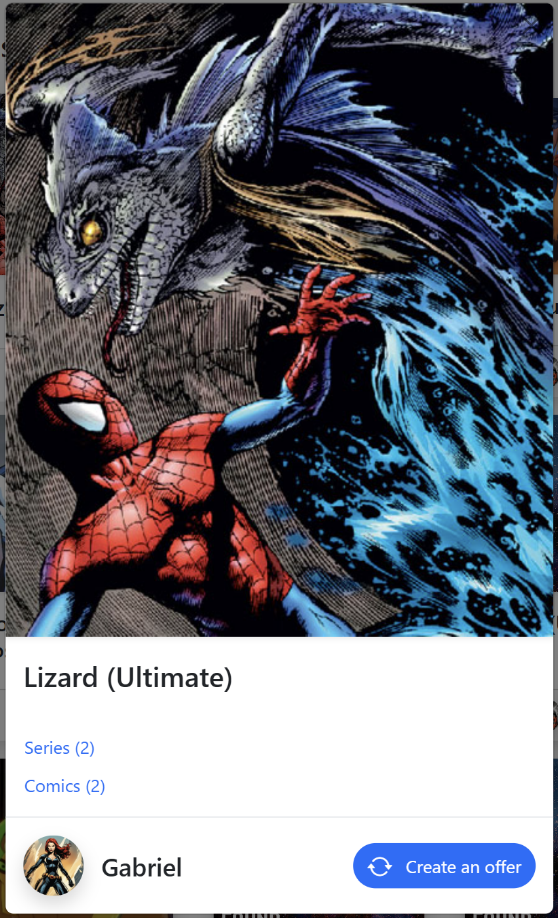 Lizard (Ultimate)
Series (2)
Comics (2)
Gabriel
Create an offer